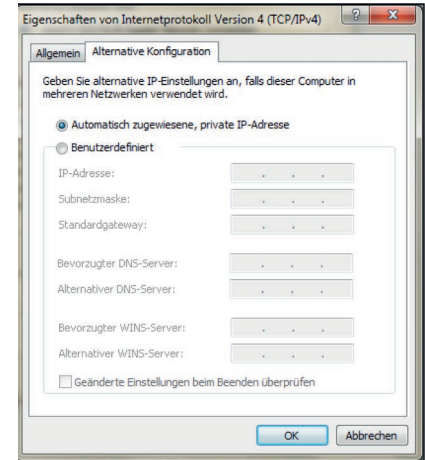 Eigenschaften von Internetprotokoll Version 4 (TCP/IPv4)
Allgemein Alternative Konfiguration
Geben Sie alternative IP-Einstellungen an, falls dieser Computer in
mehreren Netzwerken verwendet wird.
Automatisch zugewiesene, private IP-Adresse
Benutzerdefiniert
IP-Adresse:
Subnetzmaske:
Standardgateway:
Bevorzugter DNS-Server:
Alternativer DNS-Server:
Bevorzugter WINS-Server:
Alternativer WINS-Server:
Geänderte Einstellungen beim Beenden überprüfen
OK Abbrechen